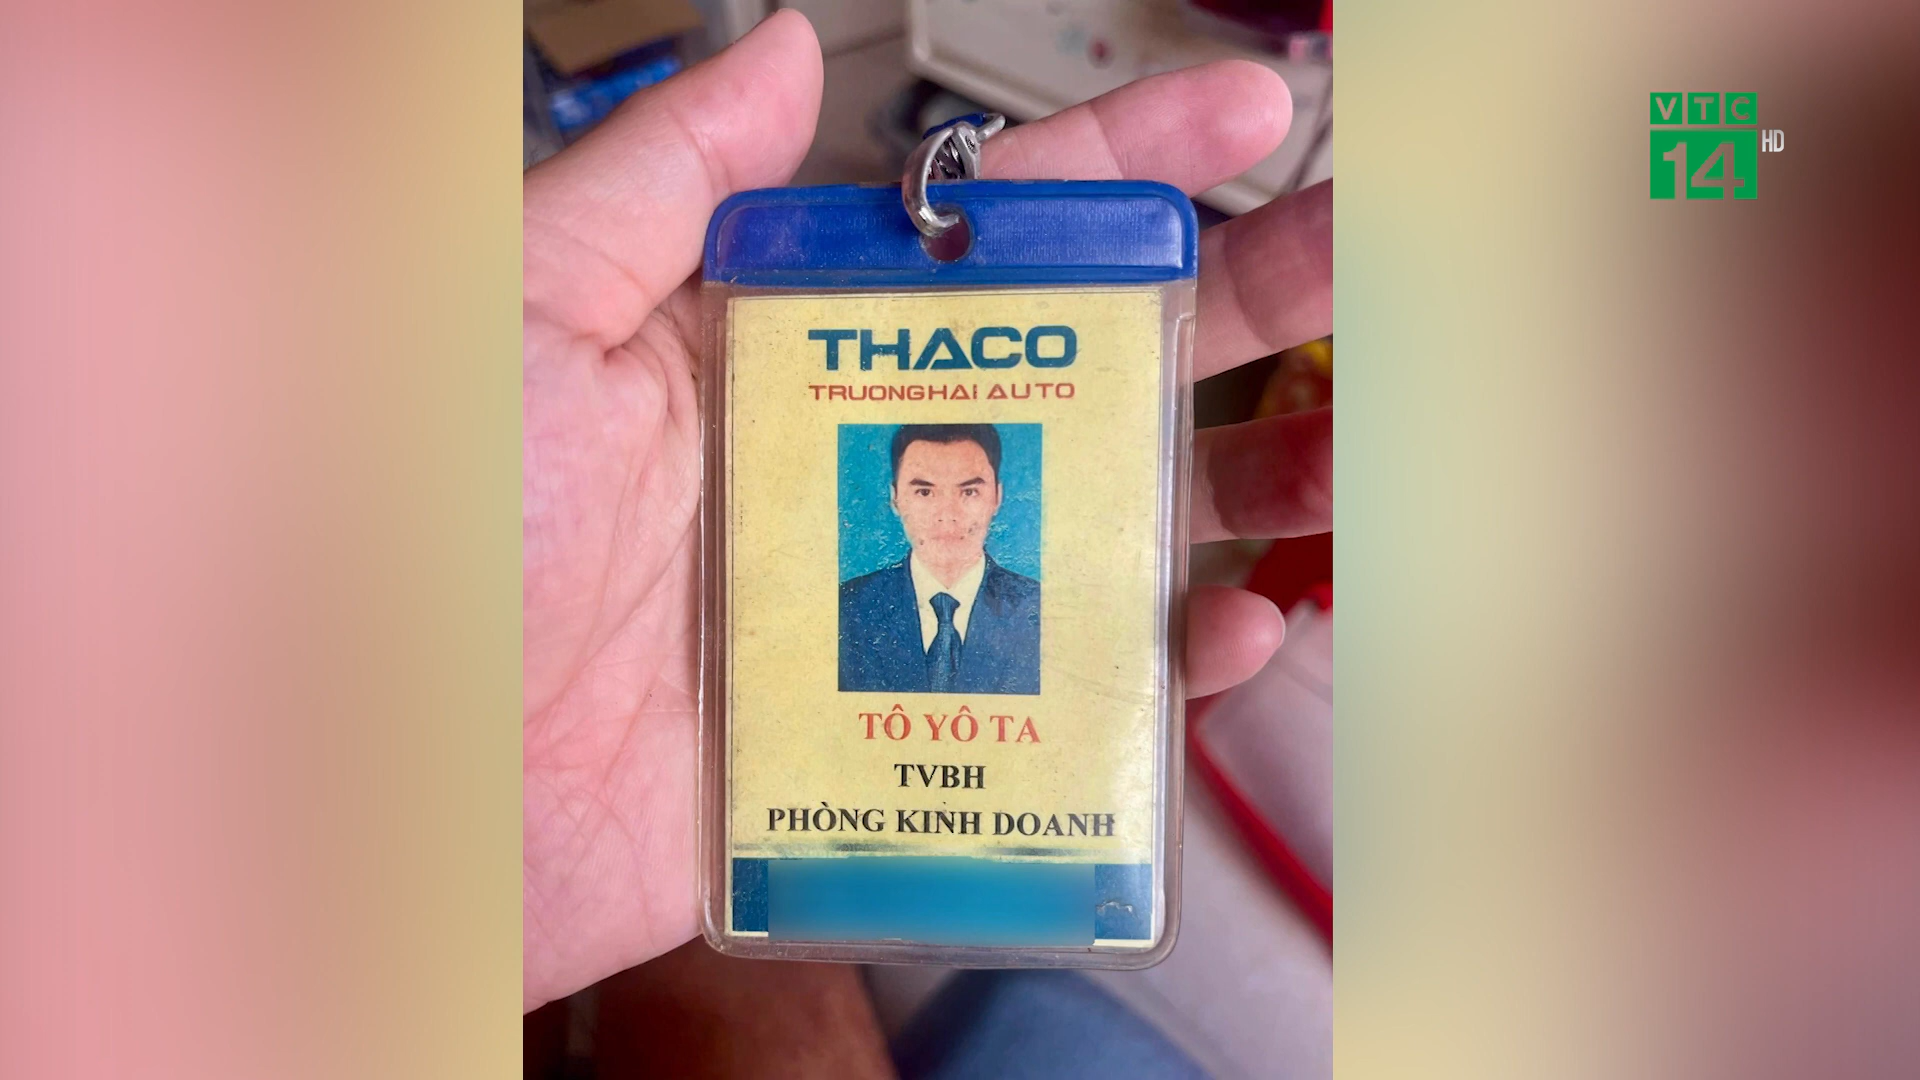 THACO
TRUONGHAI AUTO
TÔ YÔ TA
TVBH
PHÒNG KINH DOANH
VTC
14 HD